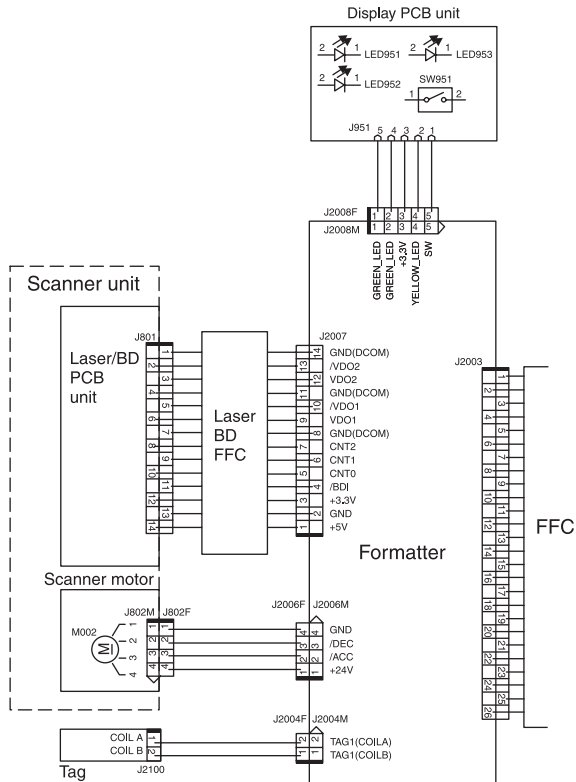 Display PCB unit
2 1 LED951
2 1 LED953
2 1 LED952
SW951
1 2
J951 5 4 3 2 1
J2008F 1 2 3 4 5
J2008M 1 2 3 4 5
GREEN_LED
GREEN_LED
+3.3V
YELLOW_LED
SW
Scanner unit
Laser/BD
PCB
unit
J801
1
2
3
4
5
6
7
8
9
10
11
12
13
14
Laser
BD
FFC
J2007
14 GND(DCOM)
13 /VDO2
12 VDO2
11 GND(DCOM)
10 /VDO1
9 VDO1
8 GND(DCOM)
7 CNT2
6 CNT1
5 CNT0
4 /BDI
3 +3.3V
2 GND
1 +5V
Formatter
J2003
1
2
3
4
5
6
7
8
9
10
11
12
13
14
15
16
17
18
19
20
21
22
23
24
25
26
FFC
Scanner motor
M002
M
1
2
3
4
J802M J802F
1 1
2 2
3 3
4 4
J2006F J2006M
4 4 GND
3 3 /DEC
2 2 /ACC
1 1 +24V
J2004F J2004M
2 2 TAG1(COILA)
1 1 TAG1(COILB)
COIL A 1
COIL B 2
Tag
J2100